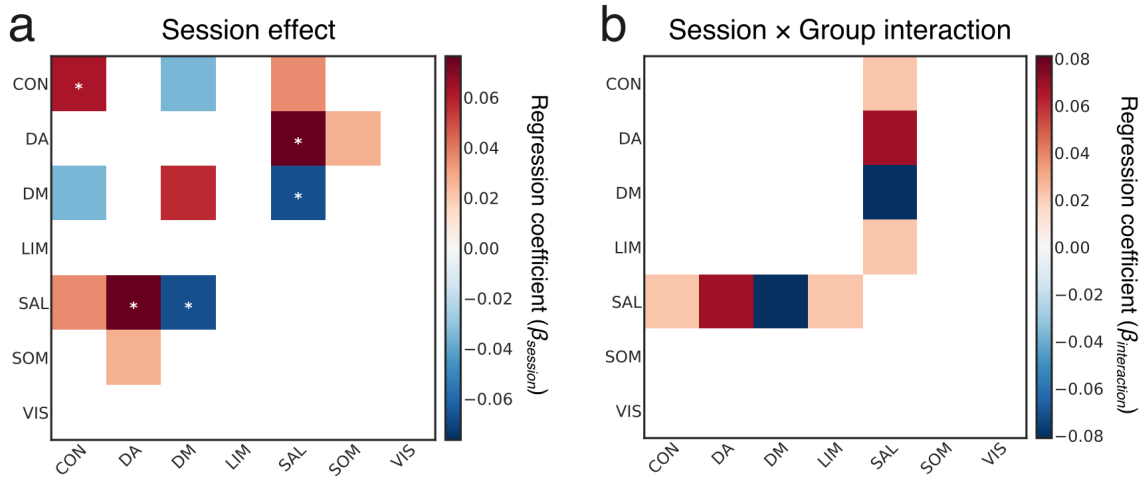 a
Session effect
CON
DA
DM
LIM
SAL
SOM
VIS
*
*
*
*
*
CON
DA
DM
LIM
SAL
SOM
VIS
0.06
0.04
0.02
0.00
−0.02
−0.04
−0.06
Regression coefficient (βsession)
b
Session × Group interaction
CON
DA
DM
LIM
SAL
SOM
VIS
CON
DA
DM
LIM
SAL
SOM
VIS
0.08
0.06
0.04
0.02
0.00
−0.02
−0.04
−0.06
−0.08
Regression coefficient (βinteraction)